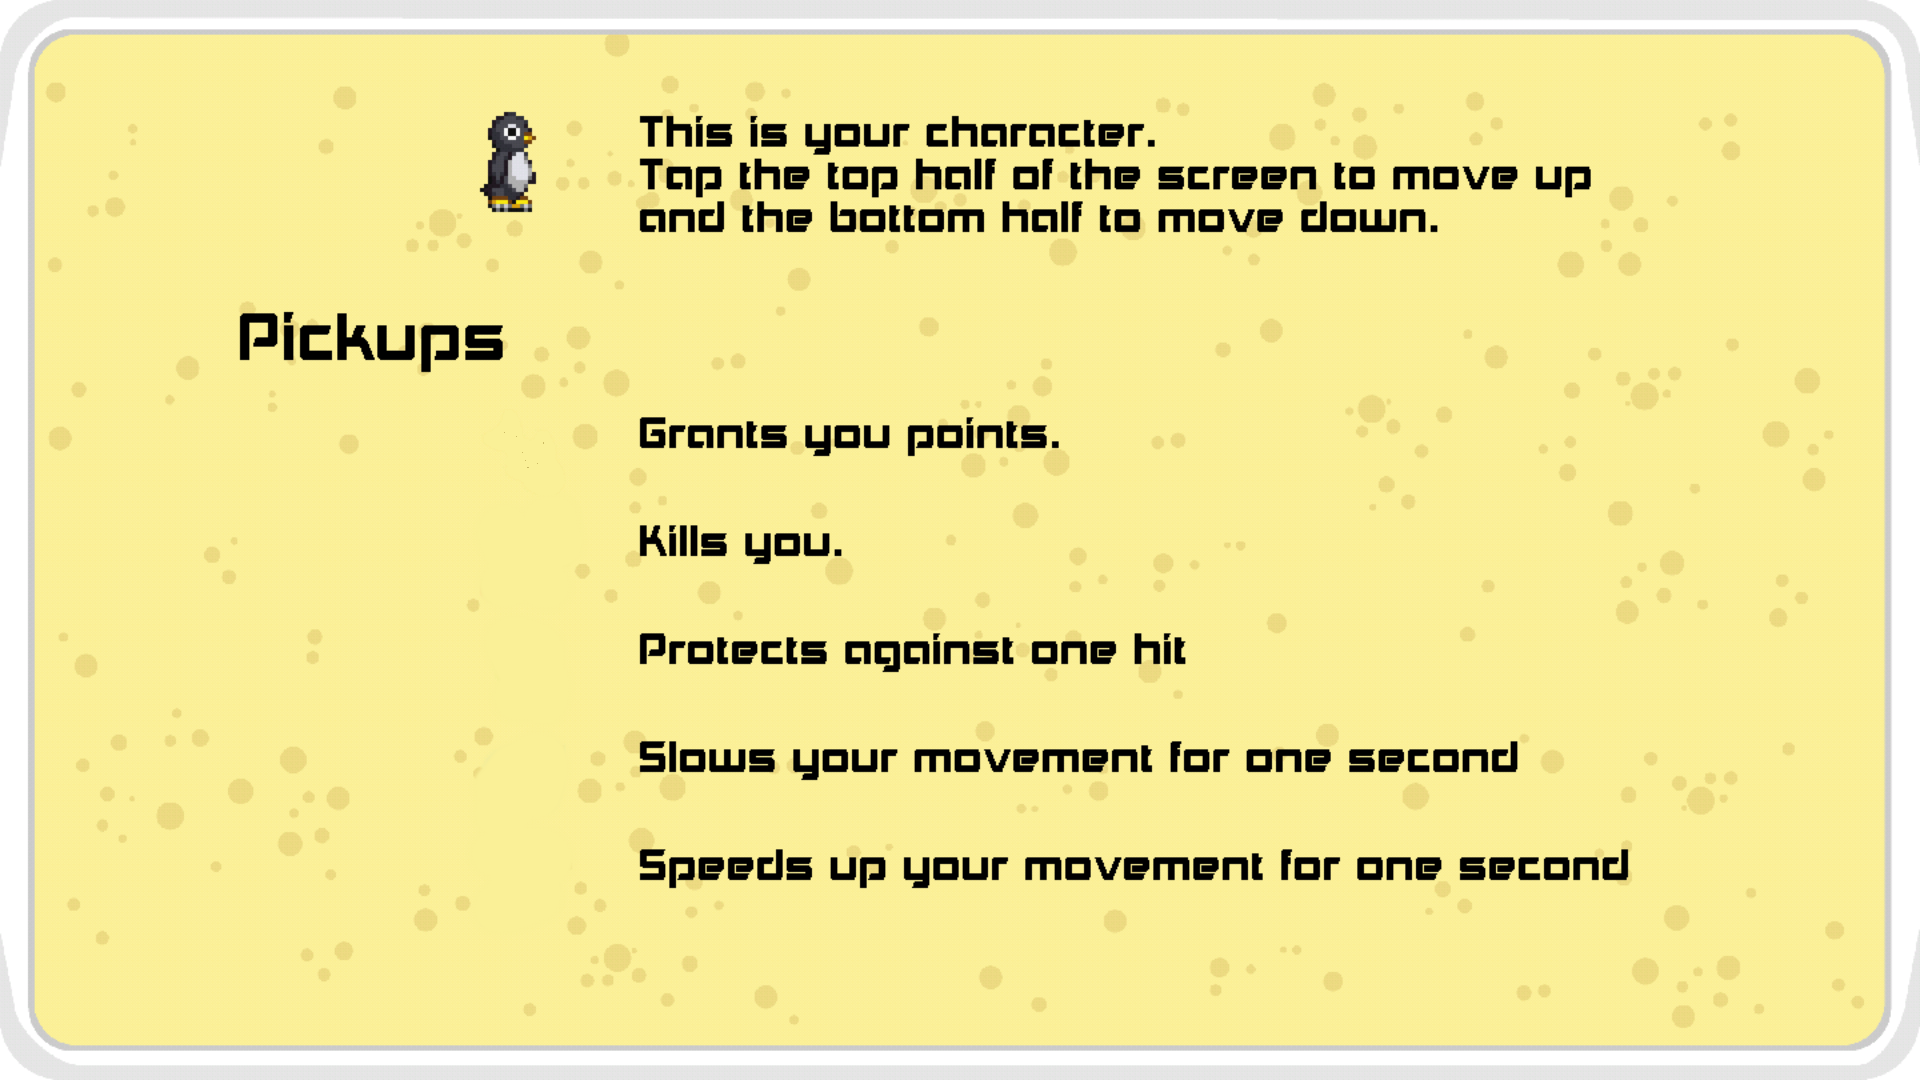 This is your character.
Tap the top half of the screen to move up
and the bottom half to move down.
Pickups
Grants you points.
Kills you.
Protects against one hit
Slows your movement for one second
Speeds up your movement for one second